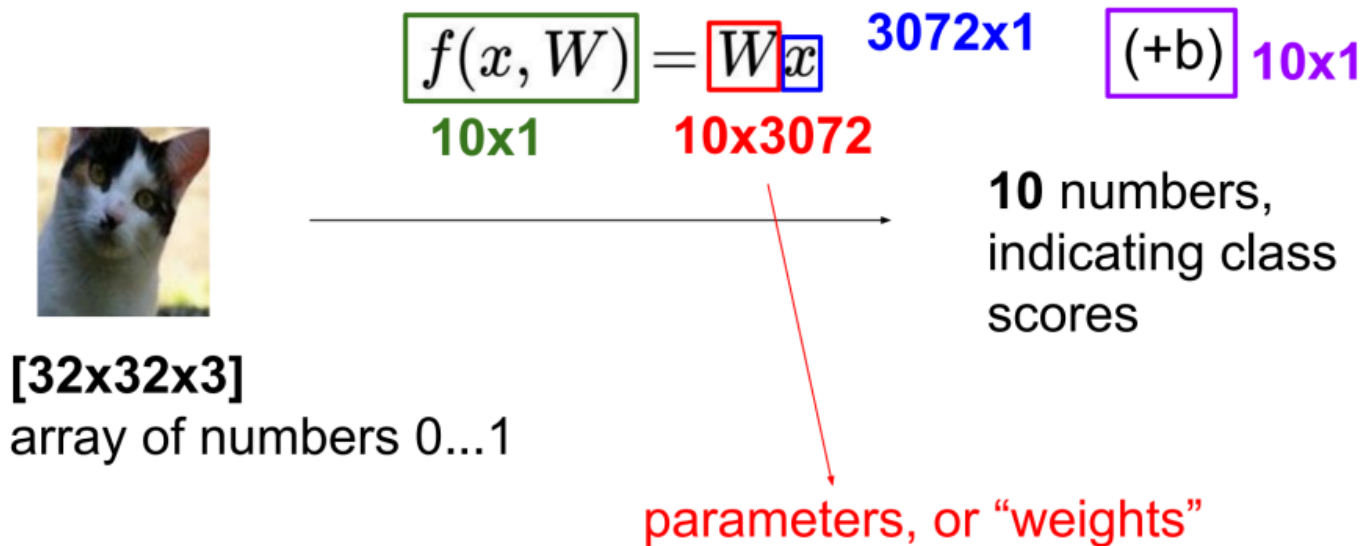 f(x, W) = Wx 3072x1 (+b) 10x1
10x1 10x3072
10 numbers,
indicating class
scores
[32x32x3]
array of numbers 0...1
parameters, or “weights”